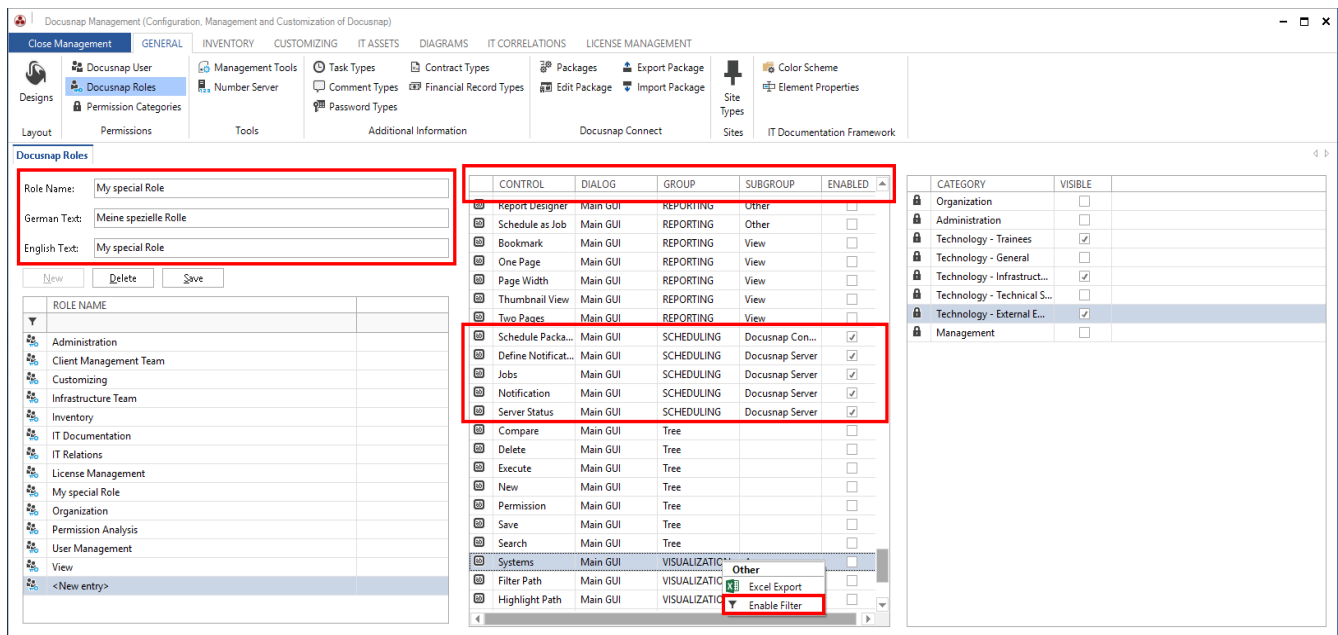 Docusnap Management (Configuration, Management and Customization of Docusnap)
Close Management GENERAL INVENTORY CUSTOMIZING IT ASSETS DIAGRAMS IT CORRELATIONS LICENSE MANAGEMENT
Docusnap User Management Tools Task Types Contract Types Packages Export Package Color Scheme
Designs Docusnap Roles Number Server Comment Types Financial Record Types Edit Package Import Package Site Types Element Properties
Permission Categories Password Types
Layout Permissions Tools Additional Information Docusnap Connect Sites IT Documentation Framework
Docusnap Roles
Role Name: My special Role
German Text: Meine spezielle Rolle
English Text: My special Role
New Delete Save
ROLE NAME
Administration
Client Management Team
Customizing
Infrastructure Team
Inventory
IT Documentation
IT Relations
License Management
My special Role
Organization
Permission Analysis
User Management
View
<New entry>
CONTROL DIALOG GROUP SUBGROUP ENABLED
Report Designer Main GUI REPORTING Other
Schedule as Job Main GUI REPORTING Other
Bookmark Main GUI REPORTING View
One Page Main GUI REPORTING View
Page Width Main GUI REPORTING View
Thumbnail View Main GUI REPORTING View
Two Pages Main GUI REPORTING View
Schedule Packa... Main GUI SCHEDULING Docusnap Con...
Define Notificat... Main GUI SCHEDULING Docusnap Server
Jobs Main GUI SCHEDULING Docusnap Server
Notification Main GUI SCHEDULING Docusnap Server
Server Status Main GUI SCHEDULING Docusnap Server
Compare Main GUI Tree
Delete Main GUI Tree
Execute Main GUI Tree
New Main GUI Tree
Permission Main GUI Tree
Save Main GUI Tree
Search Main GUI Tree
Systems Main GUI
Filter Path Main GUI
Highlight Path Main GUI
Other
Excel Export
Enable Filter
CATEGORY VISIBLE
Organization
Administration
Technology - Trainees
Technology - General
Technology - Infrastruct...
Technology - Technical S...
Technology - External E...
Management